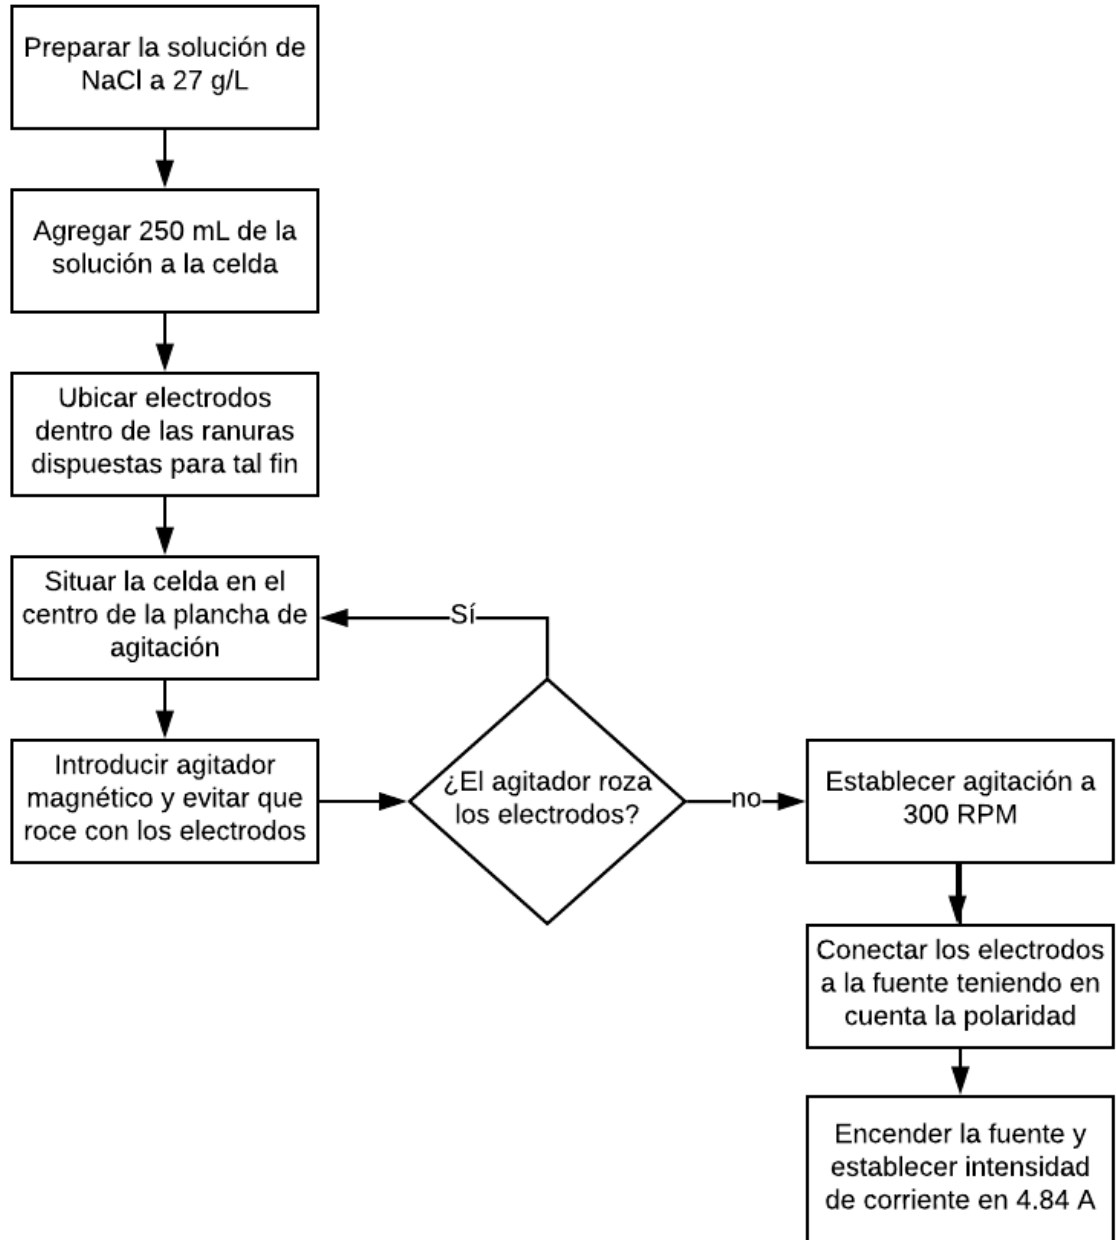 Preparar la solución de
NaCl a 27 g/L
Agregar 250 mL de la
solución a la celda
Ubicar electrodos
dentro de las ranuras
dispuestas para tal fin
Situar la celda en el
centro de la plancha de
agitación
Sí
Introducir agitador
magnético y evitar que
roce con los electrodos
¿El agitador roza
los electrodos?
no
Establecer agitación a
300 RPM
Conectar los electrodos
a la fuente teniendo en
cuenta la polaridad
Encender la fuente y
establecer intensidad
de corriente en 4.84 A